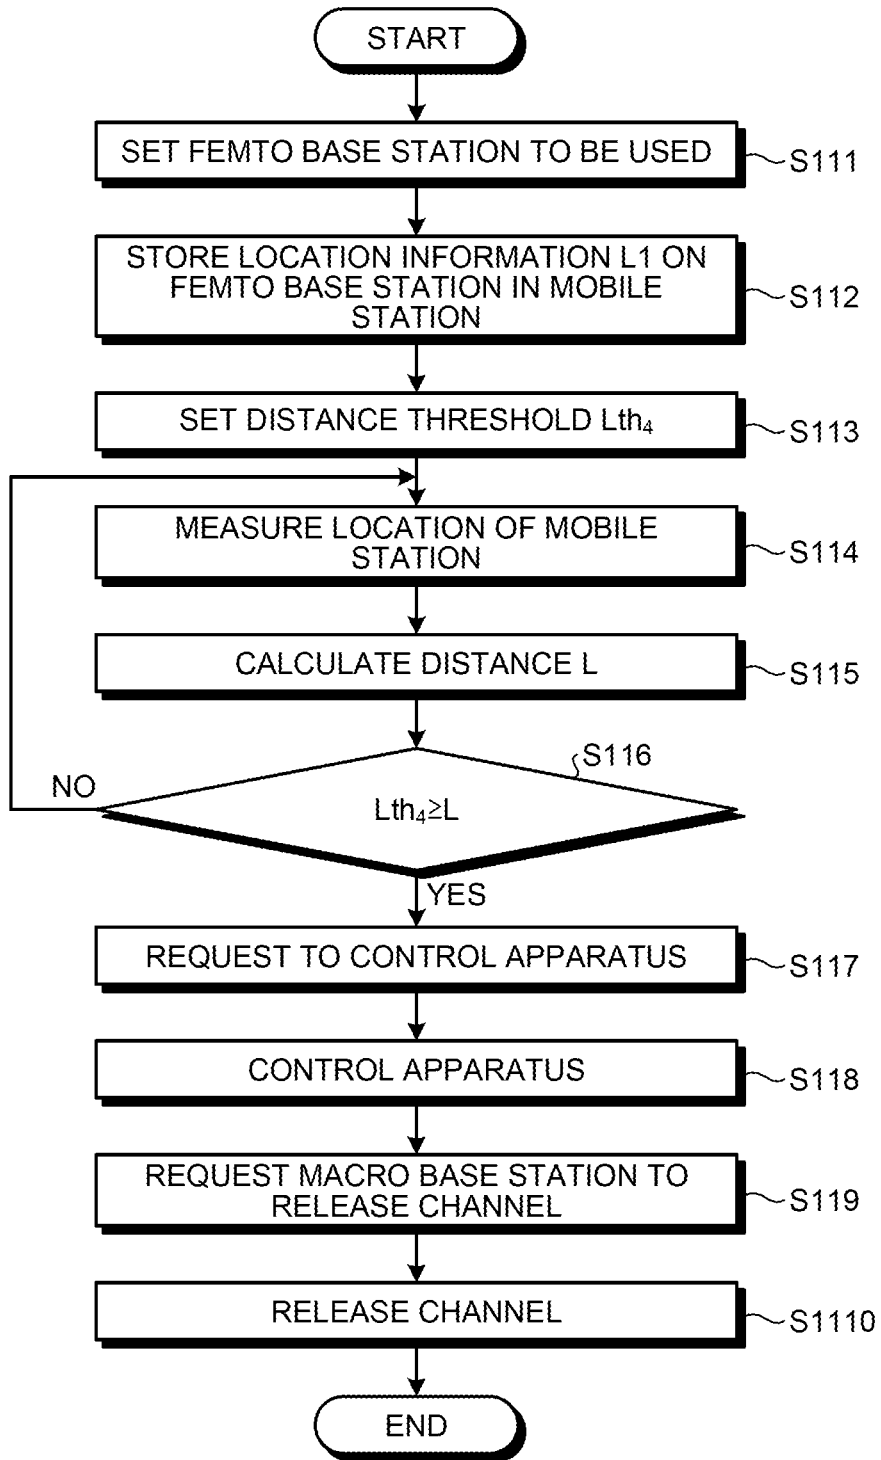 START
SET FEMTO BASE STATION TO BE USED
S111
STORE LOCATION INFORMATION L1 ON
FEMTO BASE STATION IN MOBILE
STATION
S112
SET DISTANCE THRESHOLD Lth₄
S113
MEASURE LOCATION OF MOBILE
STATION
S114
CALCULATE DISTANCE L
S115
S116
NO
Lth₄≥L
YES
REQUEST TO CONTROL APPARATUS
S117
CONTROL APPARATUS
S118
REQUEST MACRO BASE STATION TO
RELEASE CHANNEL
S119
RELEASE CHANNEL
S1110
END